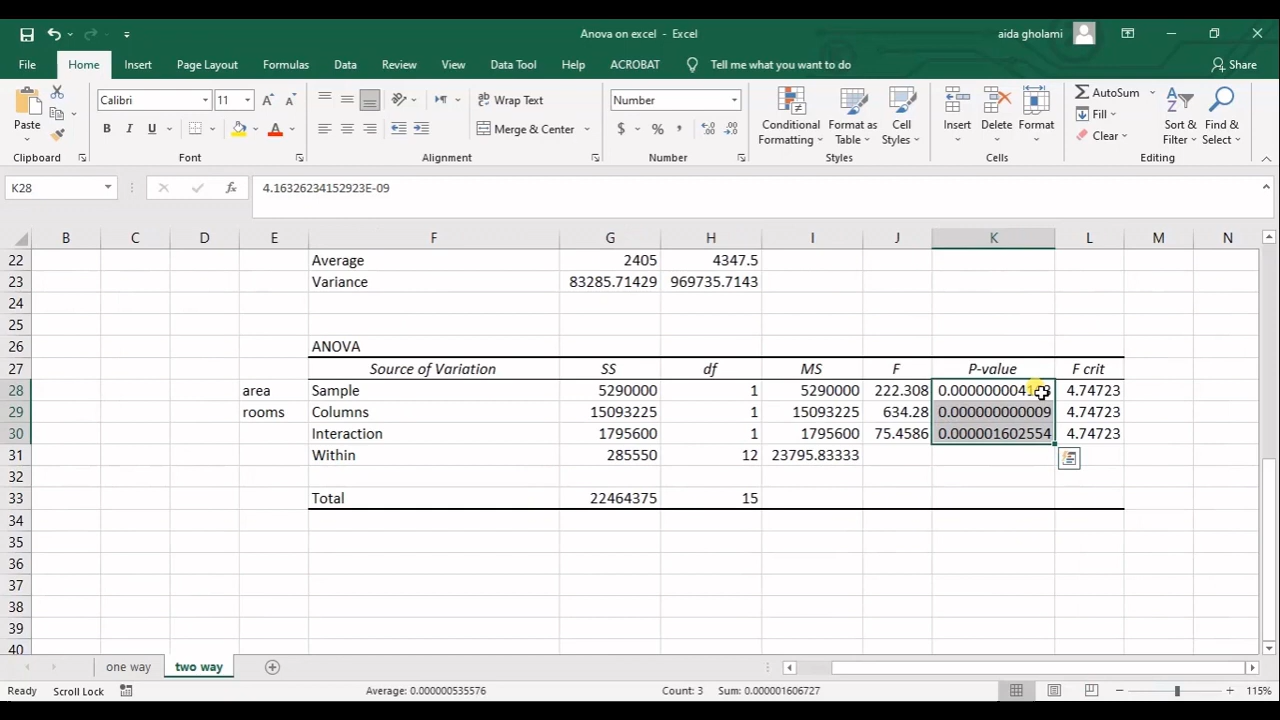 Anova on excel - Excel
aida gholami
File Home Insert Page Layout Formulas Data Review View Data Tool Help ACROBAT Tell me what you want to do Share
Paste
Clipboard
Calibri 11
B I U
Font
Wrap Text
Merge & Center
Alignment
Number
$ % ,
Number
Conditional Formatting
Format as Table
Cell Styles
Styles
Insert Delete Format
Cells
AutoSum
Fill
Clear
Sort & Filter
Find & Select
Editing
K28 fx 4.16326234152923E-09
B C D E F G H I J K L M N
22 Average 2405 4347.5
23 Variance 83285.71429 969735.7143
24
25
26 ANOVA
27 Source of Variation SS df MS F P-value F crit
28 area Sample 5290000 1 5290000 222.308 4.74723
29 rooms Columns 15093225 1 15093225 634.28 0.000000000009 4.74723
30 Interaction 1795600 1 1795600 75.4586 0.000001602554 4.74723
31 Within 285550 12 23795.83333
32
33 Total 22464375 15
34
35
36
37
38
39
40
one way two way
Ready Scroll Lock Average: 0.000000535576 Count: 3 Sum: 0.000001606727 115%